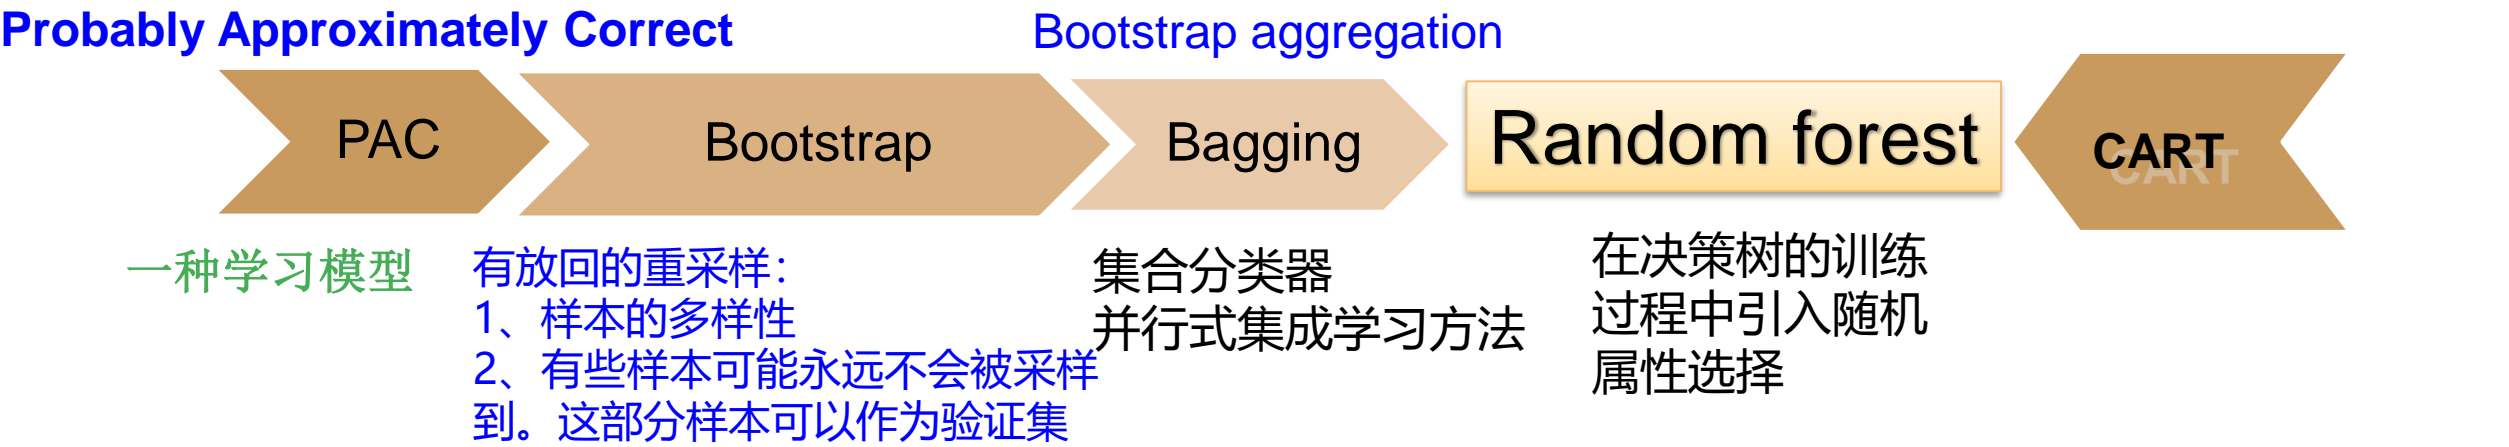 Probably Approximately Correct
Bootstrap aggregation
PAC
Bootstrap
Bagging
Random forest
CART
一种学习模型
有放回的重采样：
1、样本的多样性
2、有些样本可能永远不会被采样
到。这部分样本可以作为验证集
集合分类器
并行式集成学习方法
在决策树的训练
过程中引入随机
属性选择